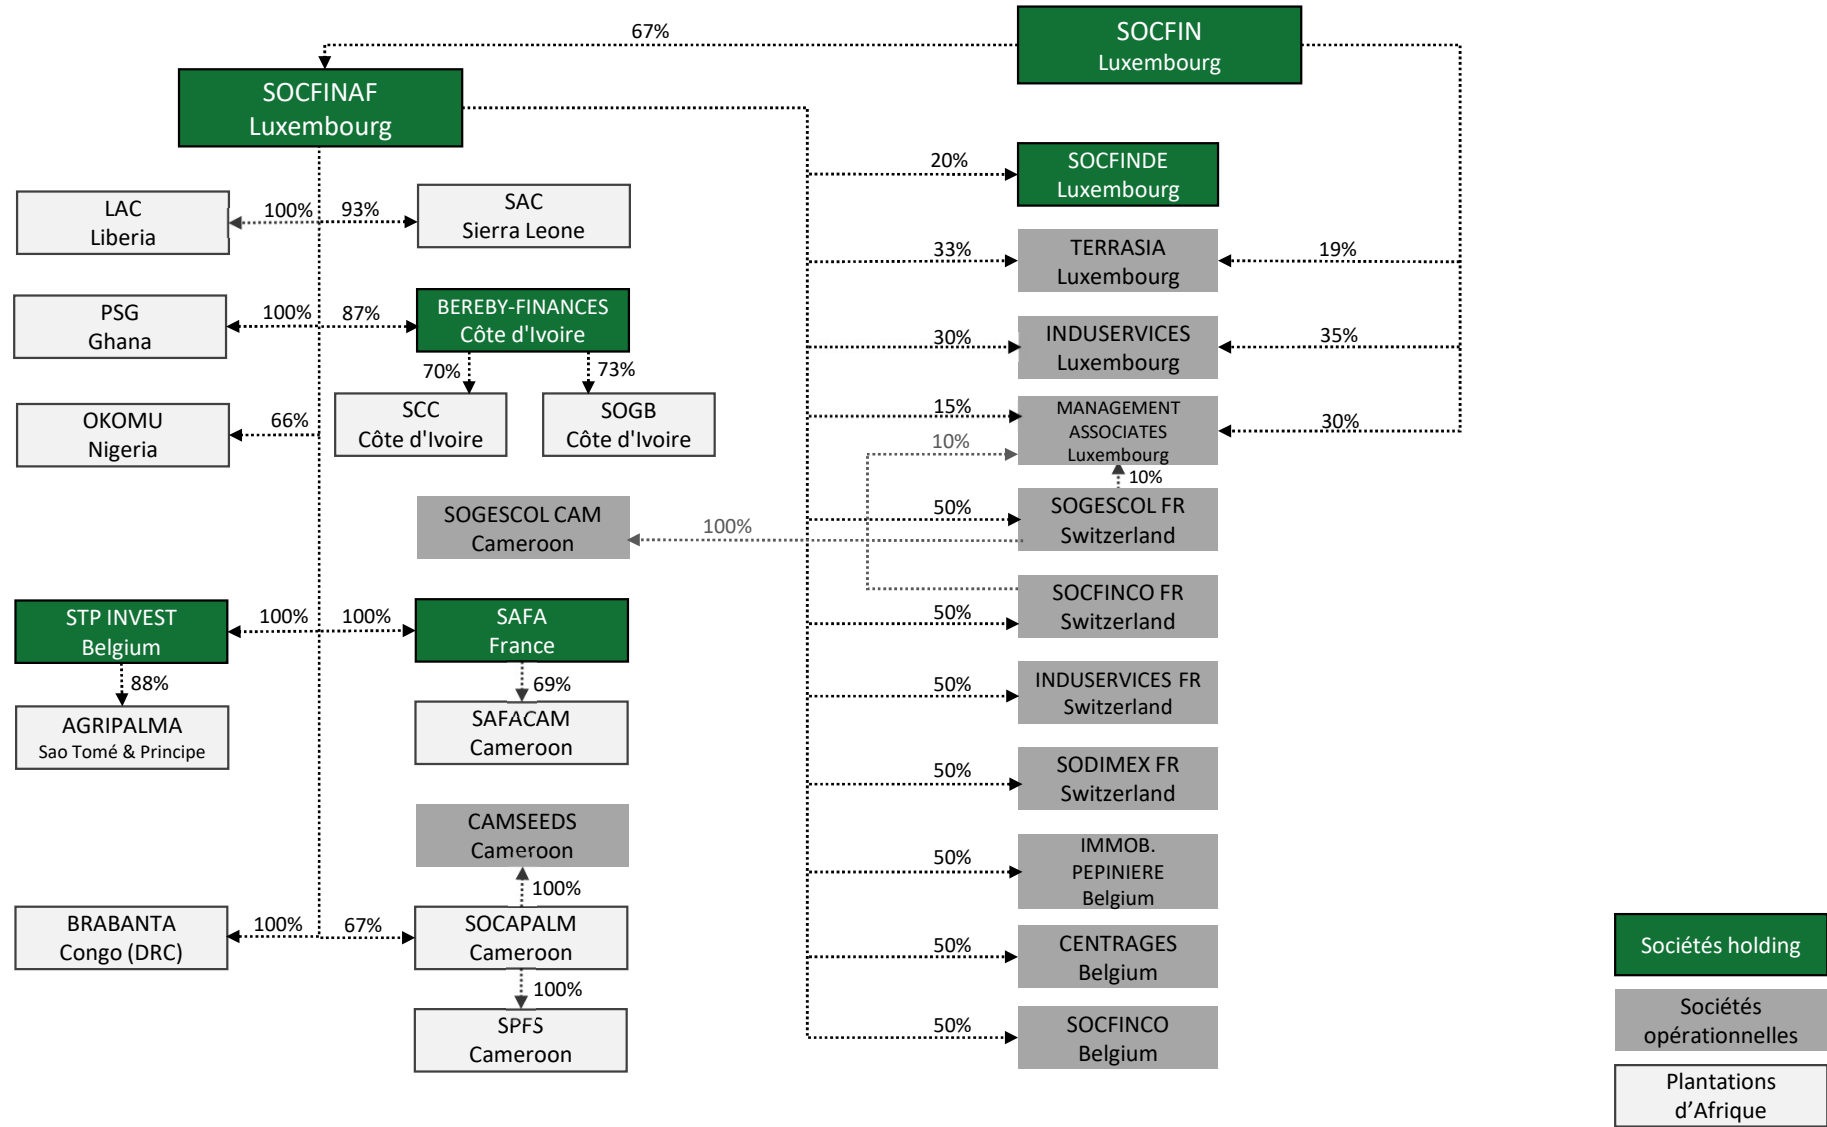 67%
SOCFIN
Luxembourg
SOCFINAF
Luxembourg
20%
SOCFINDE
Luxembourg
LAC
Liberia
100%
93%
SAC
Sierra Leone
33%
TERRASIA
Luxembourg
19%
PSG
Ghana
100%
87%
BEREBY-FINANCES
Côte d'Ivoire
30%
INDUSERVICES
Luxembourg
35%
70%
73%
OKOMU
Nigeria
66%
SCC
Côte d'Ivoire
SOGB
Côte d'Ivoire
15%
10%
MANAGEMENT
ASSOCIATES
Luxembourg
30%
10%
SOGESCOL CAM
Cameroon
100%
50%
SOGESCOL FR
Switzerland
STP INVEST
Belgium
100%
100%
SAFA
France
50%
SOCFINCO FR
Switzerland
88%
69%
50%
INDUSERVICES FR
Switzerland
AGRIPALMA
Sao Tomé & Principe
SAFACAM
Cameroon
50%
SODIMEX FR
Switzerland
CAMSEEDS
Cameroon
50%
IMMOB.
PEPINIERE
Belgium
100%
BRABANTA
Congo (DRC)
100%
67%
SOCAPALM
Cameroon
50%
CENTRAGES
Belgium
100%
SPFS
Cameroon
50%
SOCFINCO
Belgium
Sociétés holding
Sociétés
opérationnelles
Plantations
d’Afrique